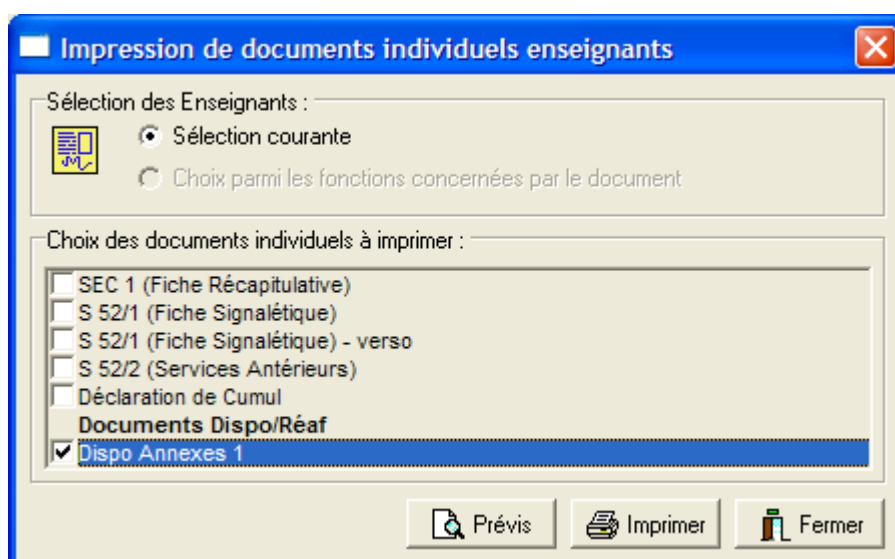 Impression de documents individuels enseignants
Sélection des Enseignants :
Sélection courante
Choix parmi les fonctions concernées par le document
Choix des documents individuels à imprimer :
SEC 1 (Fiche Récapitulative)
S 52/1 (Fiche Signalétique)
S 52/1 (Fiche Signalétique) - verso
S 52/2 (Services Antérieurs)
Déclaration de Cumul
Documents Dispo/Réaf
Dispo Annexes 1
Prévis Imprimer Fermer